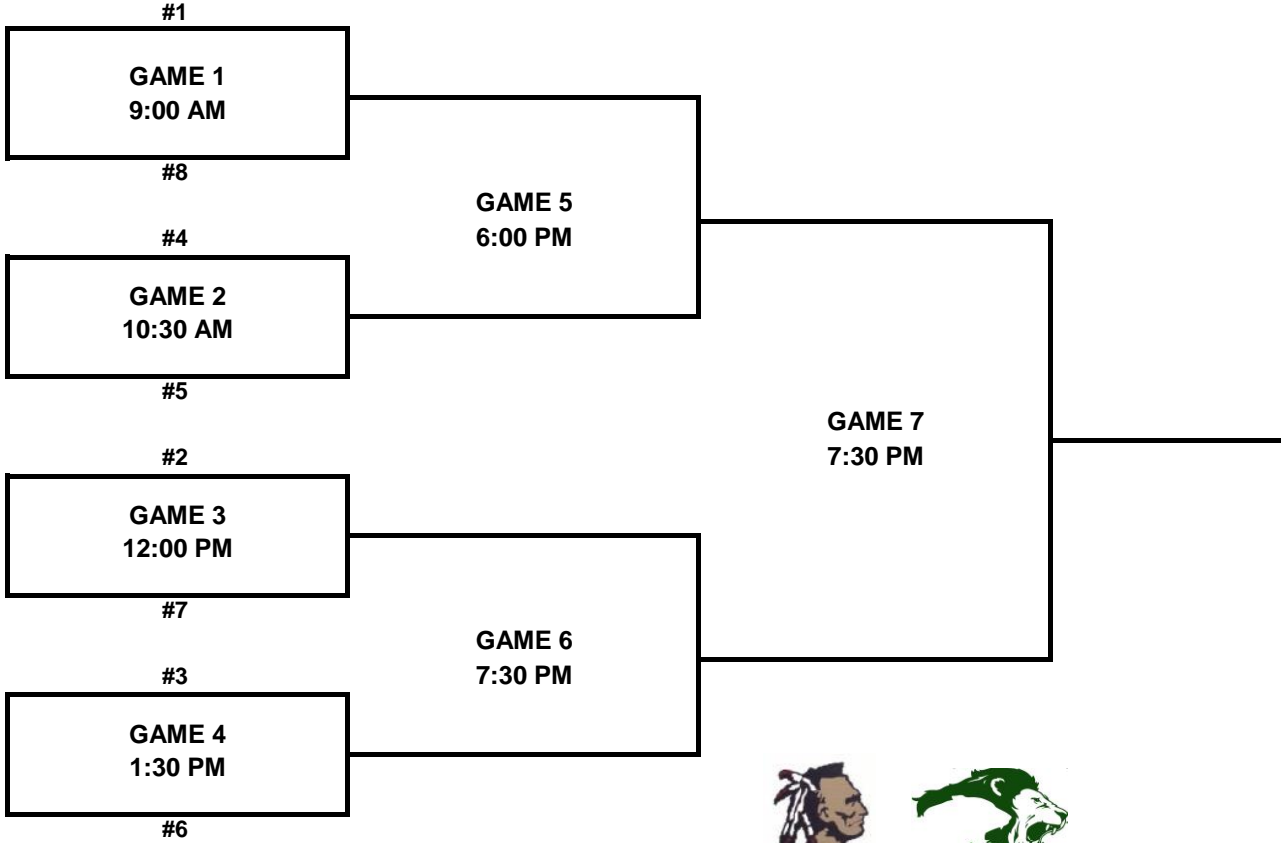 #1
GAME 1
9:00 AM
#8
GAME 5
6:00 PM
#4
GAME 2
10:30 AM
#5
GAME 7
7:30 PM
#2
GAME 3
12:00 PM
#7
GAME 6
7:30 PM
#3
GAME 4
1:30 PM
#6